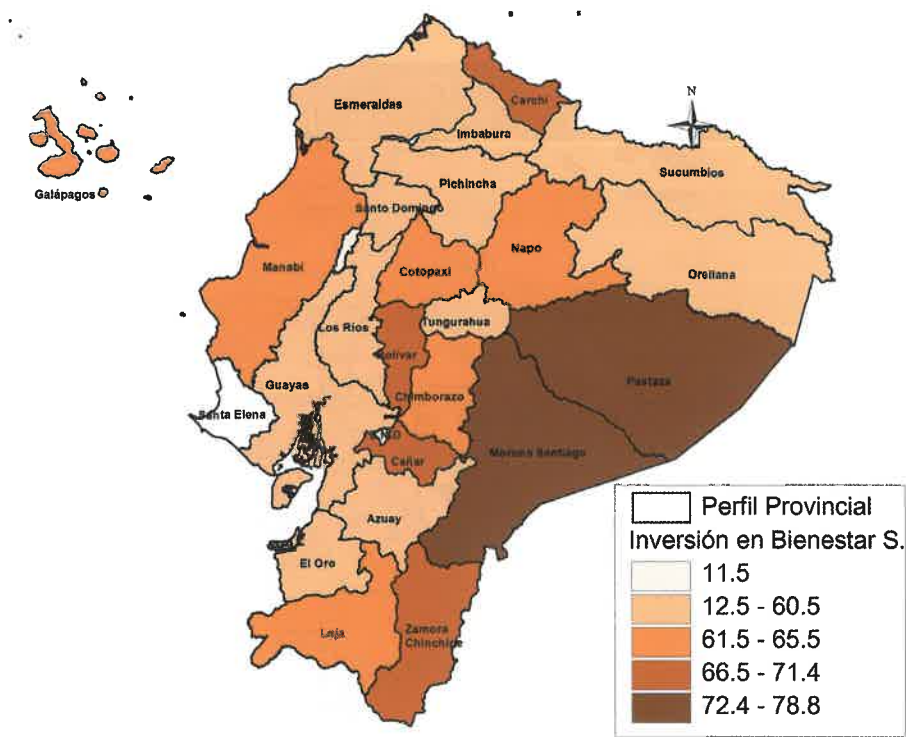 N
Carchi
Esmeraldas
Imbabura
Sucumbios
Pichincha
Galápagos
Santo Domingo
Napo
Manabi
Cotopaxi
Orellana
Los Ríos
Tungurahua
Bolívar
Pastaza
Guayas
Chimborazo
Santa Elena
Morona Santiago
Cañar
Azuay
El Oro
Loja
Zamora
Chinchipe
Perfil Provincial
Inversión en Bienestar S.
11.5
12.5 - 60.5
61.5 - 65.5
66.5 - 71.4
72.4 - 78.8